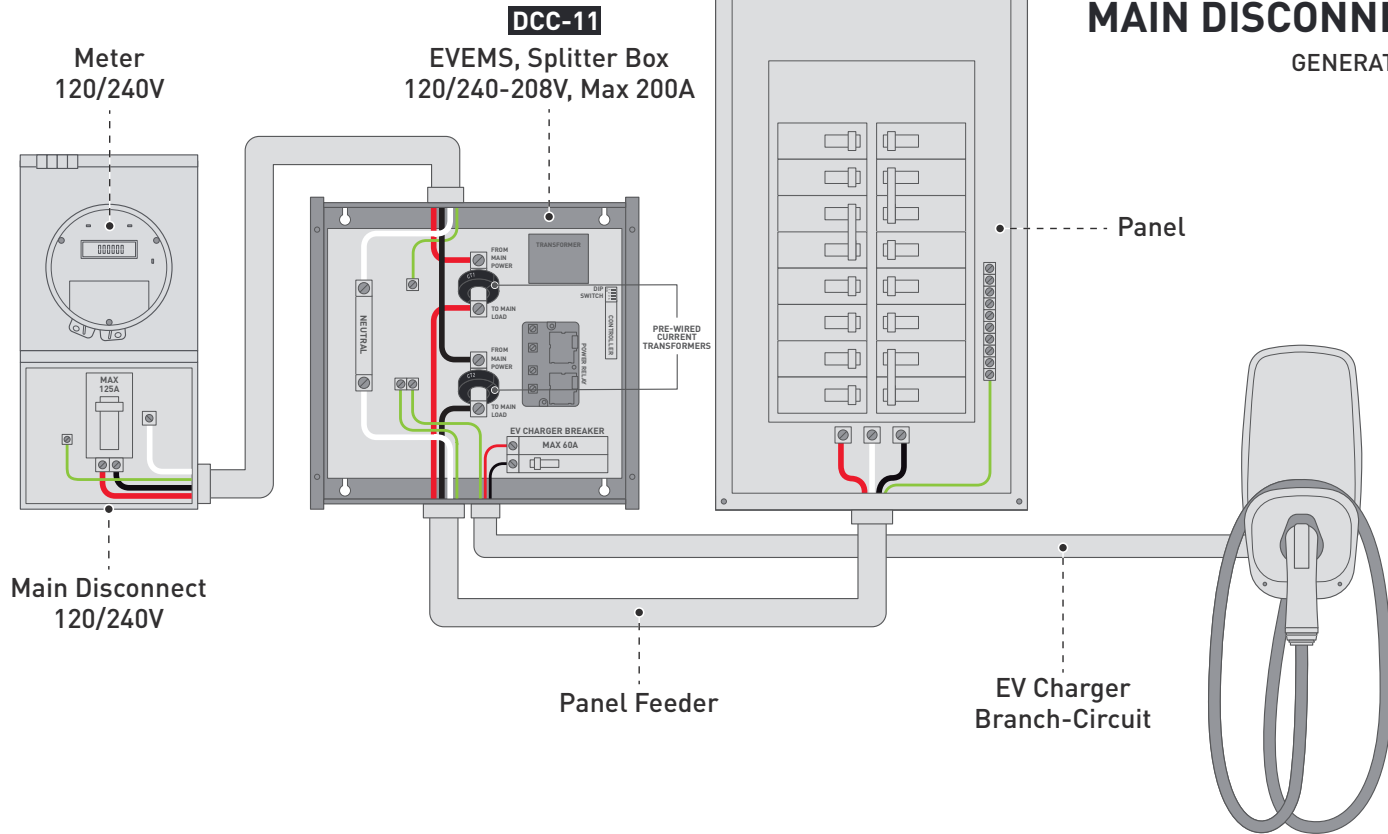 MAIN DISCONNE
GENERAT
DCC-11
EVEMS, Splitter Box
120/240-208V, Max 200A
Meter
120/240V
Panel
FROM
MAIN
POWER
TRANSFORMER
CT1
DIP
SWITCH
TO MAIN
LOAD
NEUTRAL
CONTROLLER
PRE-WIRED
CURRENT
TRANSFORMERS
POWER RELAY
FROM
MAIN
POWER
CT2
TO MAIN
LOAD
MAX
125A
EV CHARGER BREAKER
MAX 60A
Main Disconnect
120/240V
Panel Feeder
EV Charger
Branch-Circuit